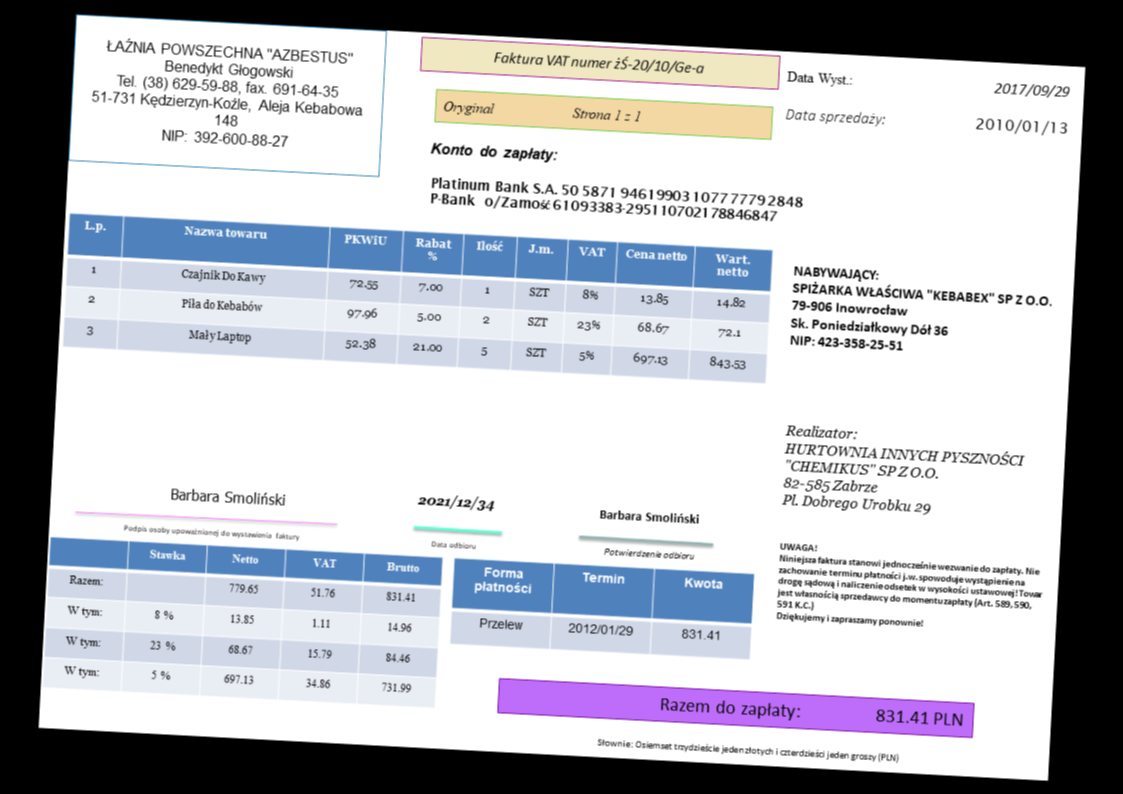 ŁAŹNIA POWSZECHNA "AZBESTUS"
Benedykt Głogowski
Tel. (38) 629-59-88, fax. 691-64-35
51-731 Kędzierzyn-Koźle, Aleja Kebabowa
148
NIP: 392-600-88-27
Faktura VAT numer żŚ-20/10/Ge-a
Oryginal Strona 1 z 1
Data Wyst.: 2017/09/29
Data sprzedaży: 2010/01/13
Konto do zapłaty:
Platinum Bank S.A. 50 5871 946199031077777792848
P-Bank o/Zamość 61093383-295110702178846847
L.p. Nazwa towaru PKWiU Rabat % Ilość J.m. VAT Cena netto Wart. netto
1 Czajnik Do Kawy 72.55 7.00 1 SZT 8% 13.85 14.82
2 Piła do Kebabów 97.96 5.00 2 SZT 23% 68.67 72.1
3 Mały Laptop 52.38 21.00 5 SZT 5% 697.13 843.53
NABYWAJĄCY:
SPIŻARKA WŁAŚCIWA "KEBABEX" SP Z O.O.
79-906 Inowrocław
Sk. Poniedziałkowy Dół 36
NIP: 423-358-25-51
Realizator:
HURTOWNIA INNYCH PYSZNOŚCI
"CHEMIKUS" SP Z O.O.
82-585 Zabrze
Pl. Dobrego Urobku 29
Barbara Smoliński
Podpis osoby upoważnionej do wystawienia faktury
2021/12/34
Data odbioru
Barbara Smoliński
Potwierdzenie odbioru
Stawka Netto VAT Brutto
Razem: 779.65 51.76 831.41
W tym: 8 % 13.85 1.11 14.96
W tym: 23 % 68.67 15.79 84.46
W tym: 5 % 697.13 34.86 731.99
Forma płatności Termin Kwota
Przelew 2012/01/29 831.41
UWAGA!
Niniejsza faktura stanowi jednocześnie wezwanie do zapłaty. Nie
zachowanie terminu płatności j.w. spowoduje wystąpienie na
drogę sądową i naliczenie odsetek w wysokości ustawowej! Towar
jest własnością sprzedawcy do momentu zapłaty (Art. 589, 590,
591 K.C.)
Dziękujemy i zapraszamy ponownie!
Razem do zapłaty: 831.41 PLN
Słownie: Osiemset trzydzieście jeden złotych i czterdzieści jeden groszy (PLN)